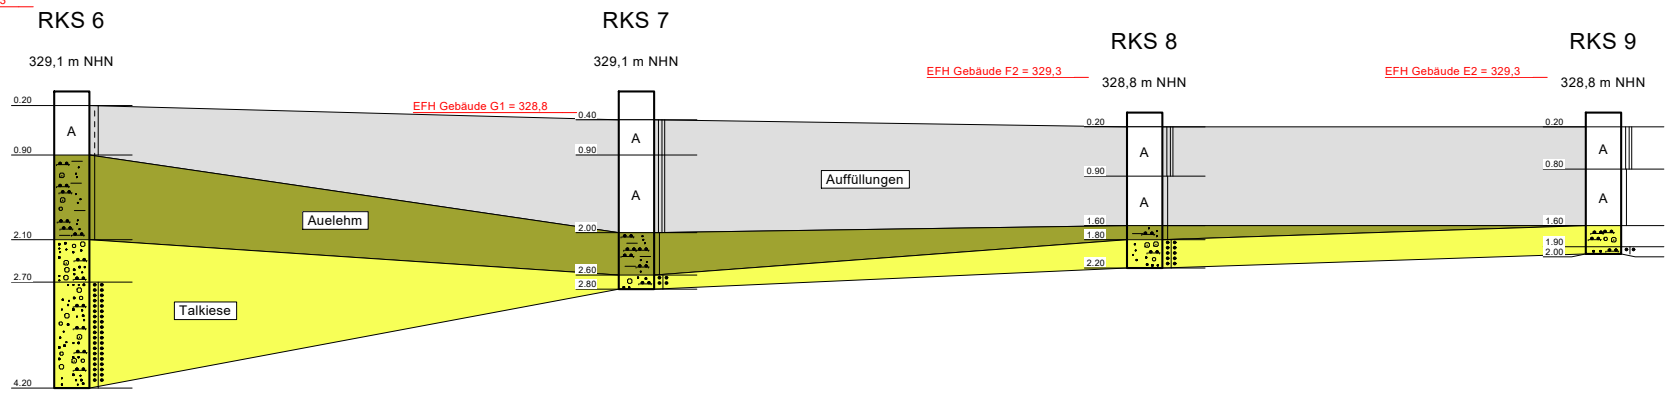 RKS 6
329,1 m NHN
0.20
A
0.90
2.10
2.70
4.20
Auelehm
Talkiese
RKS 7
329,1 m NHN
EFH Gebäude G1 = 328,8
0.40
A
0.90
A
2.00
2.60
2.80
Auffüllungen
RKS 8
EFH Gebäude F2 = 329,3
328,8 m NHN
0.20
A
0.90
A
1.60
1.80
2.20
RKS 9
EFH Gebäude E2 = 329,3
328,8 m NHN
0.20
A
0.80
A
1.60
1.90
2.00